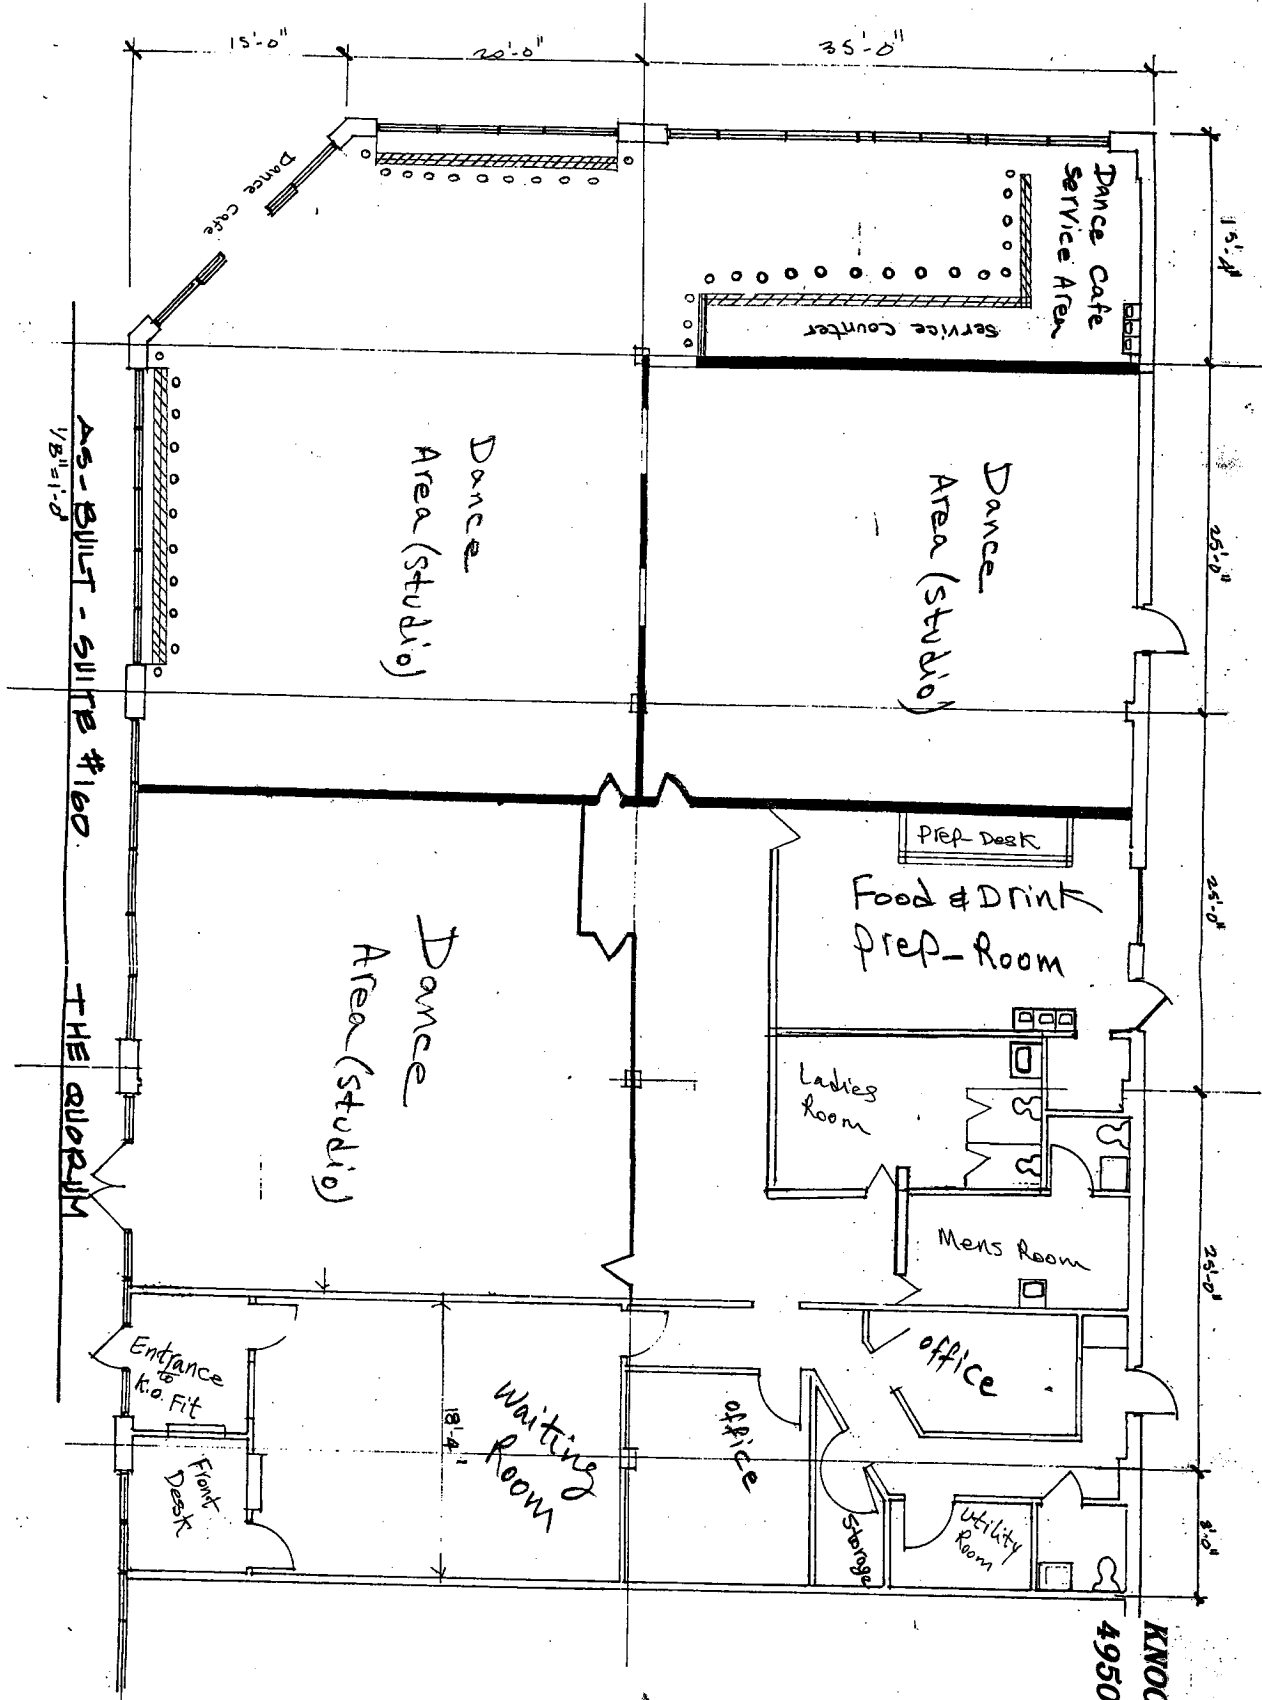 15'-0"
20'-0"
35'-0"
15'-4"
25'-0"
25'-0"
25'-0"
8'-0"
Dance Cafe
Dance Cafe
Service Area
Service Counter
Dance
Area (Studio)
Dance
Area (Studio)
Prep-Desk
Food & Drink
Prep-Room
Dance
Area (Studio)
Ladies
Room
Mens Room
Office
Office
Waiting
Room
18'-4"
Entrance
to
K.O. Fit
Front
Desk
Storage
Utility
Room
AS-BUILT - SUITE #160
1/8"=1'-0"
THE QUORUM
KNOC
4950